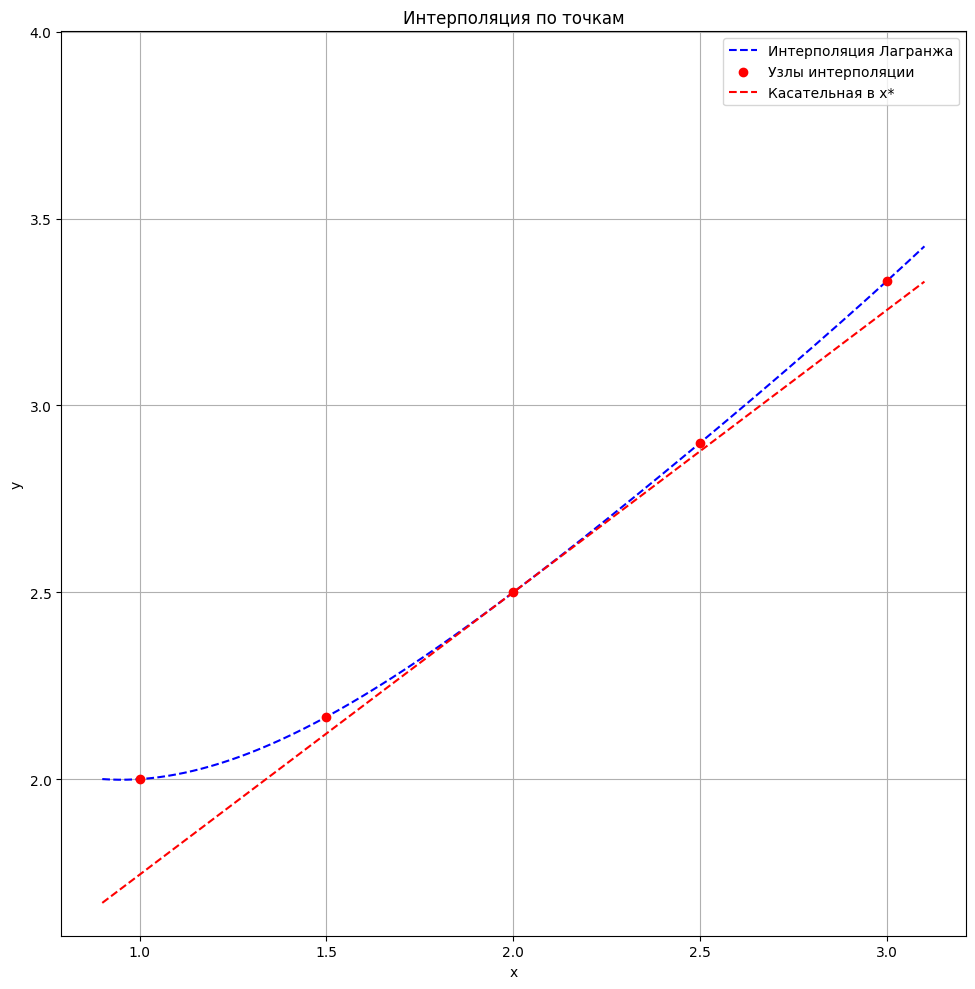 Интерполяция по точкам
Интерполяция Лагранжа
Узлы интерполяции
Касательная в x*
4.0
3.5
3.0
2.5
2.0
y
1.0
1.5
2.0
2.5
3.0
x